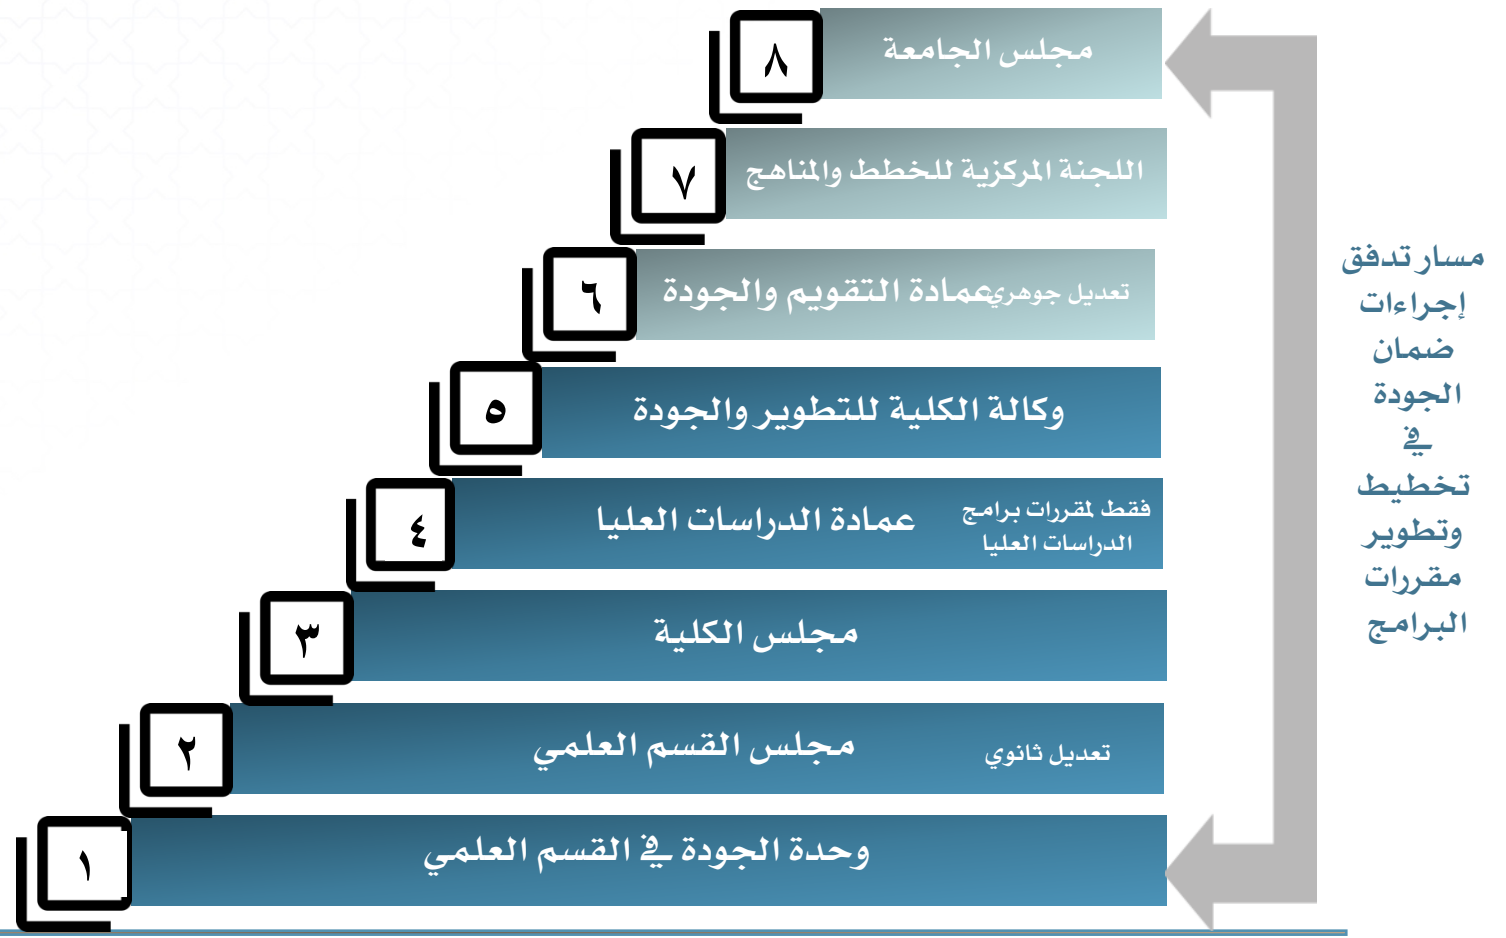 ٨
مجلس الجامعة
٧
اللجنة المركزية للخطط والمناهج
٦
عمادة التقويم والجودة
تعديل جوهري
٥
وكالة الكلية للتطوير والجودة
٤
عمادة الدراسات العليا
فقط لمقررات برامج
الدراسات العليا
٣
مجلس الكلية
٢
مجلس القسم العلمي
تعديل ثانوي
١
وحدة الجودة في القسم العلمي
مسار تدفق
إجراءات
ضمان
الجودة
في
تخطيط
وتطوير
مقررات
البرامج